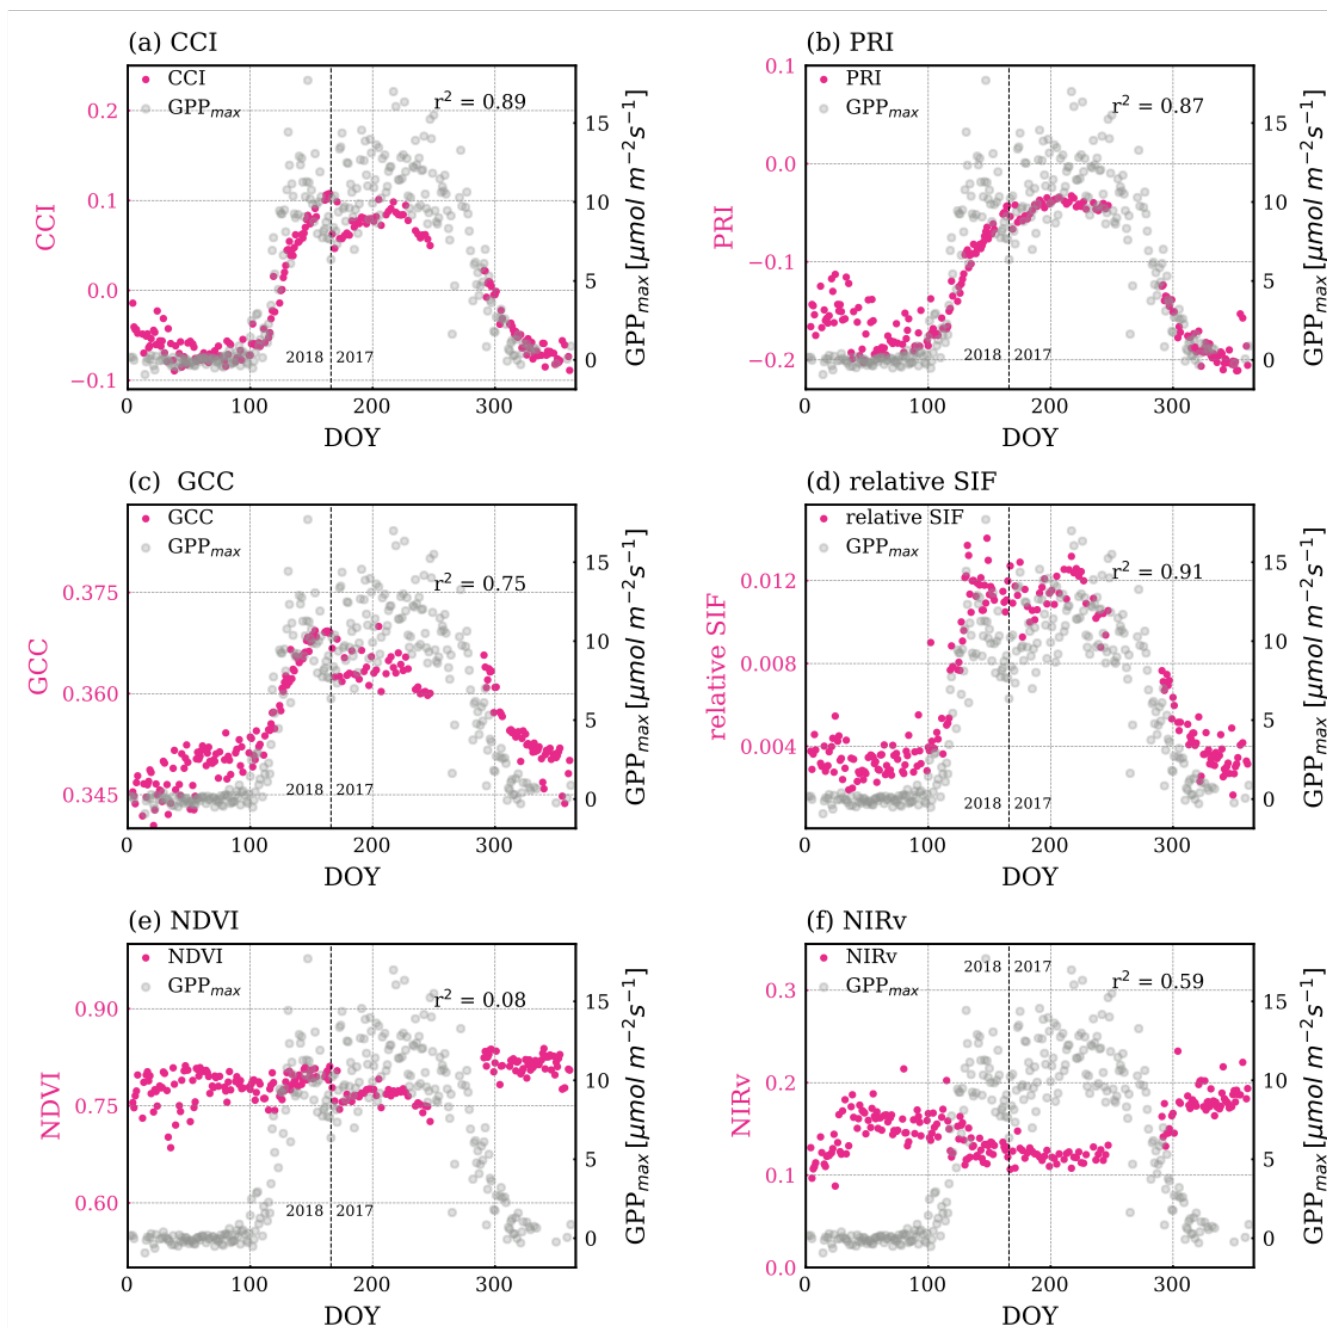 (a) CCI
CCI
GPPmax
r² = 0.89
0.2
0.1
0.0
−0.1
CCI
15
10
5
0
GPPmax [μmol m−2s−1]
2018 2017
0 100 200 300
DOY
(b) PRI
PRI
GPPmax
r² = 0.87
0.1
0.0
−0.1
−0.2
PRI
15
10
5
0
GPPmax [μmol m−2s−1]
2018 2017
0 100 200 300
DOY
(c) GCC
GCC
GPPmax
r² = 0.75
0.375
0.360
0.345
GCC
15
10
5
0
GPPmax [μmol m−2s−1]
2018 2017
0 100 200 300
DOY
(d) relative SIF
relative SIF
GPPmax
r² = 0.91
0.012
0.008
0.004
relative SIF
15
10
5
0
GPPmax [μmol m−2s−1]
2018 2017
0 100 200 300
DOY
(e) NDVI
NDVI
GPPmax
r² = 0.08
0.90
0.75
0.60
NDVI
15
10
5
0
GPPmax [μmol m−2s−1]
2018 2017
0 100 200 300
DOY
(f) NIRv
NIRv
GPPmax
2018 2017
r² = 0.59
0.3
0.2
0.1
0.0
NIRv
15
10
5
0
GPPmax [μmol m−2s−1]
0 100 200 300
DOY